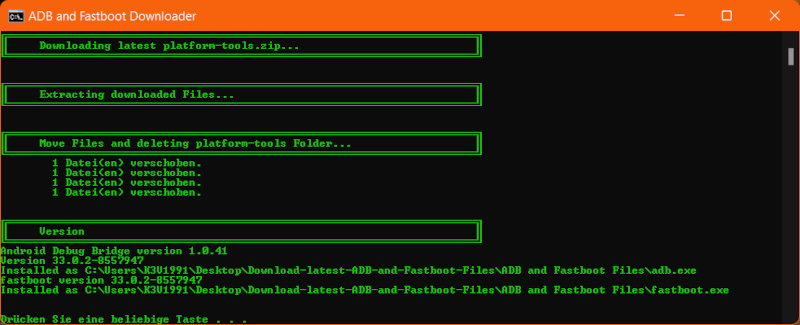 ADB and Fastboot Downloader
Downloading latest platform-tools.zip...
Extracting downloaded Files...
Move Files and deleting platform-tools Folder...
1 Datei(en) verschoben.
1 Datei(en) verschoben.
1 Datei(en) verschoben.
1 Datei(en) verschoben.
Version
Android Debug Bridge version 1.0.41
Version 33.0.2-8557947
Installed as C:\Users\K3V1991\Desktop\Download-latest-ADB-and-Fastboot-Files\ADB and Fastboot Files\adb.exe
fastboot version 33.0.2-8557947
Installed as C:\Users\K3V1991\Desktop\Download-latest-ADB-and-Fastboot-Files\ADB and Fastboot Files\fastboot.exe
Drücken Sie eine beliebige Taste . . .